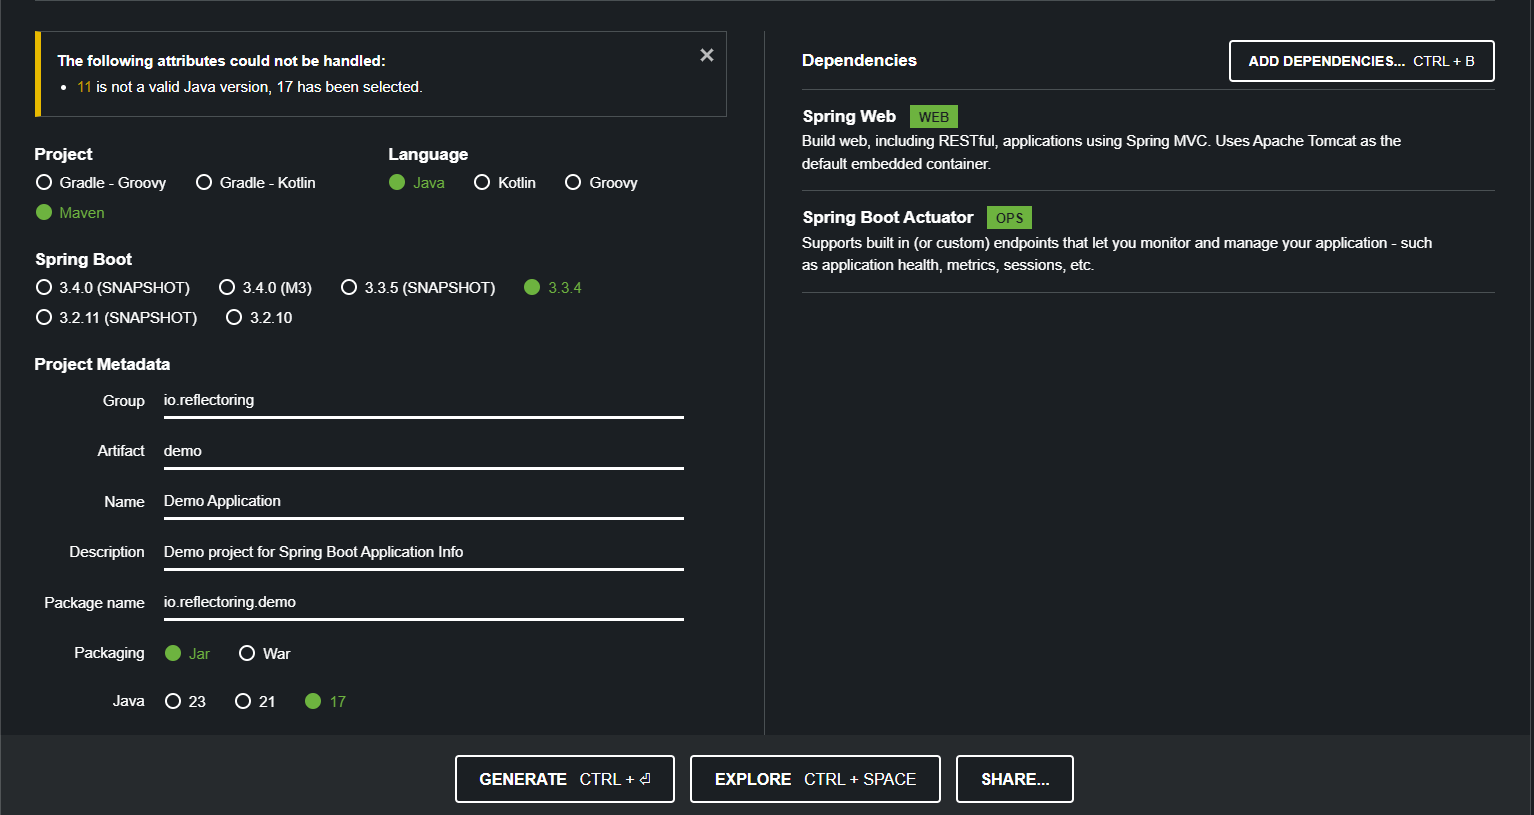 The following attributes could not be handled:
11 is not a valid Java version, 17 has been selected.
Project
Gradle - Groovy Gradle - Kotlin
Maven
Language
Java Kotlin Groovy
Spring Boot
3.4.0 (SNAPSHOT) 3.4.0 (M3) 3.3.5 (SNAPSHOT) 3.3.4
3.2.11 (SNAPSHOT) 3.2.10
Project Metadata
Group io.reflectoring
Artifact demo
Name Demo Application
Description Demo project for Spring Boot Application Info
Package name io.reflectoring.demo
Packaging Jar War
Java 23 21 17
Dependencies
ADD DEPENDENCIES... CTRL + B
Spring Web WEB
Build web, including RESTful, applications using Spring MVC. Uses Apache Tomcat as the
default embedded container.
Spring Boot Actuator OPS
Supports built in (or custom) endpoints that let you monitor and manage your application - such
as application health, metrics, sessions, etc.
GENERATE CTRL + ⏎
EXPLORE CTRL + SPACE
SHARE...